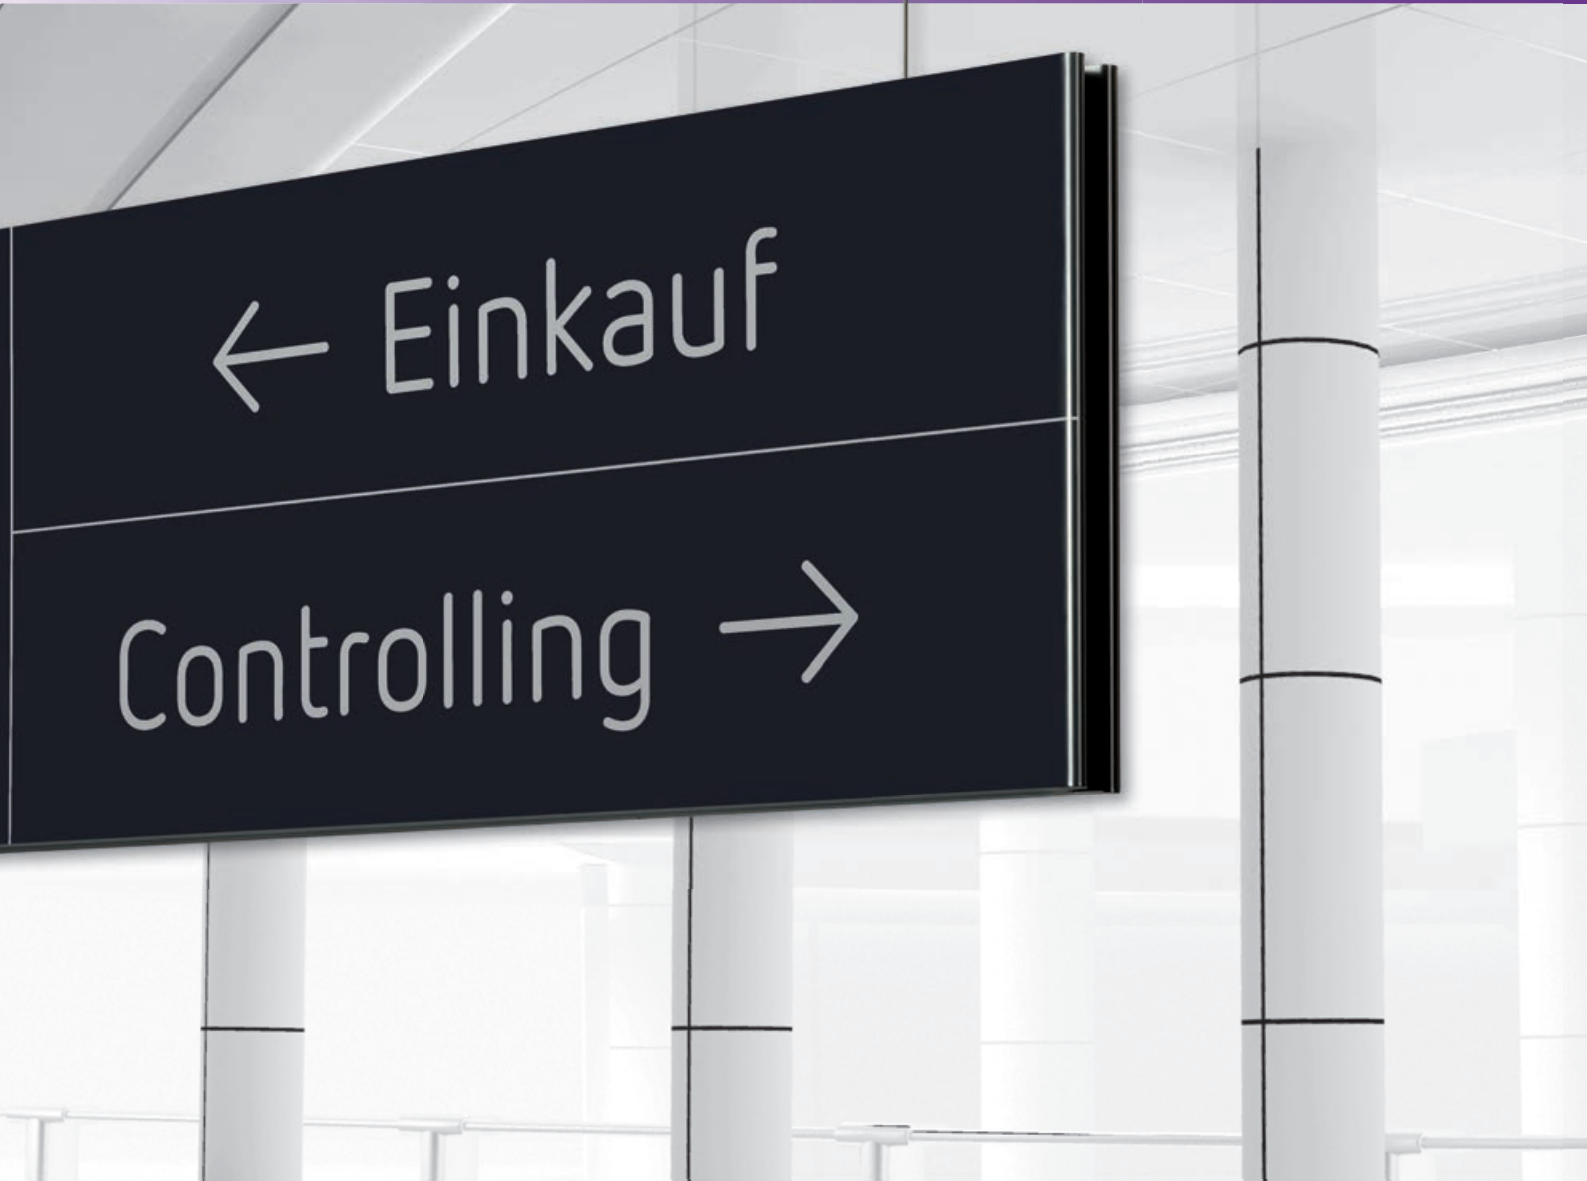 ← Einkauf
Controlling →